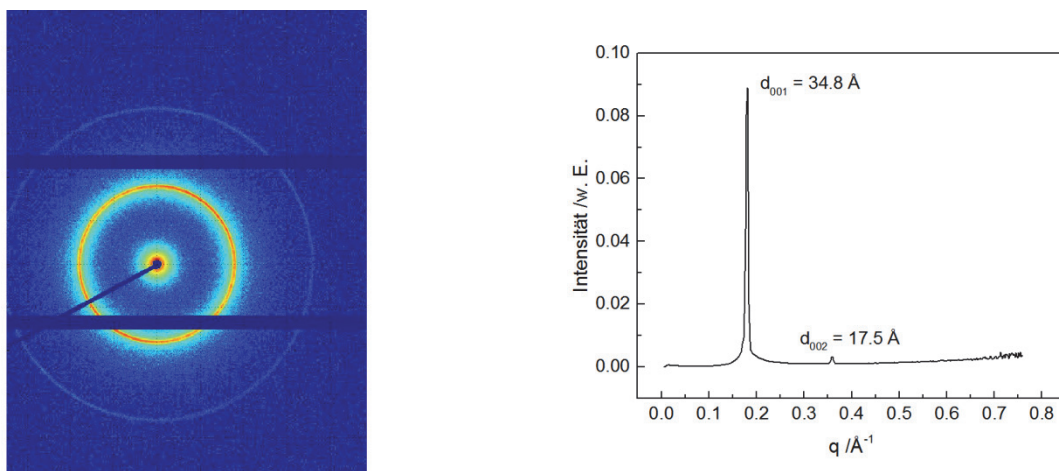 0.10
0.08
0.06
0.04
0.02
0.00
Intensität /w. E.
d₀₀₁ = 34.8 Å
d₀₀₂ = 17.5 Å
0.0 0.1 0.2 0.3 0.4 0.5 0.6 0.7 0.8
q /Å⁻¹